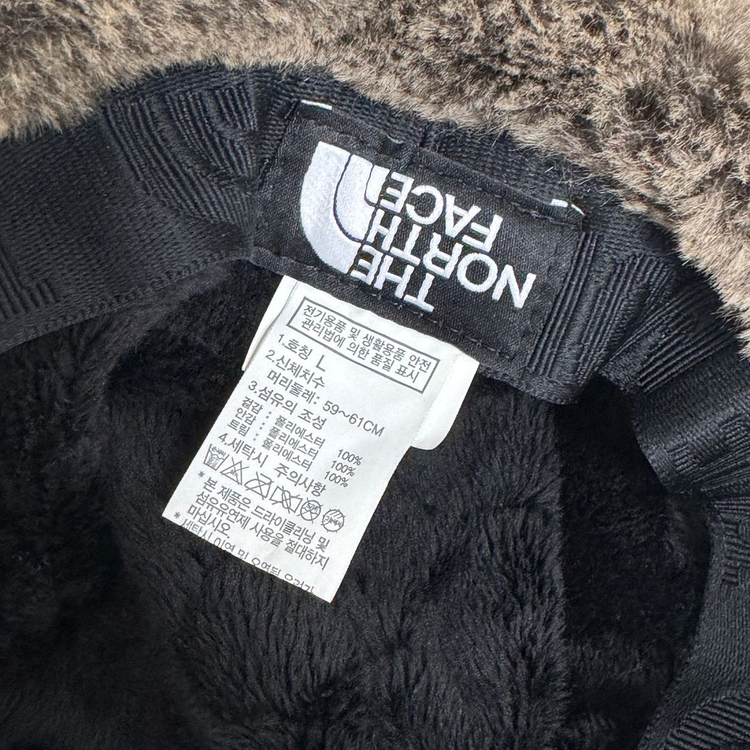 THE
NORTH
FACE
전기용품 및 생활용품 안전
관리법에 의한 품질 표시
1.호칭 L
2.신체치수
머리둘레: 59~61CM
3.섬유의 조성
겉감 : 폴리에스터 100%
안감 : 폴리에스터 100%
트림 : 폴리에스터 100%
4.세탁시 주의사항
* 본 제품은 드라이클리닝 및
섬유유연제 사용을 절대하지
마십시오.